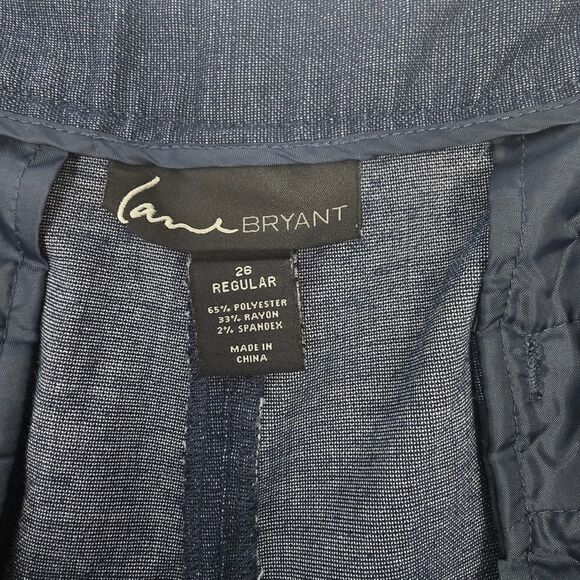 Lane BRYANT
26
REGULAR
65% POLYESTER
33% RAYON
2% SPANDEX
MADE IN
CHINA